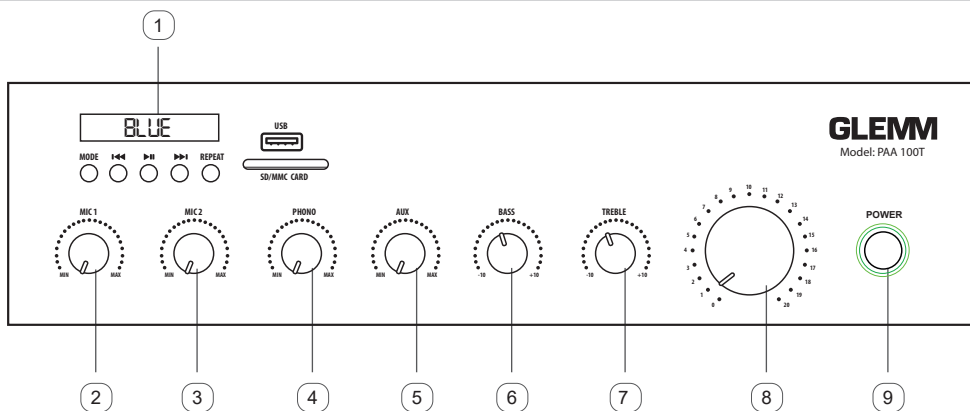 1
BLUE
USB
GLEMM
Model: PAA 100T
MODE REPEAT
SD/MMC CARD
MIC 1 MIC 2 PHONO AUX BASS TREBLE
0 1 2 3 4 5 6 7 8 9 10 11 12 13 14 15 16 17 18 19 20
POWER
MIN MAX MIN MAX MIN MAX MIN MAX -10 +10 -10 +10
2 3 4 5 6 7 8 9